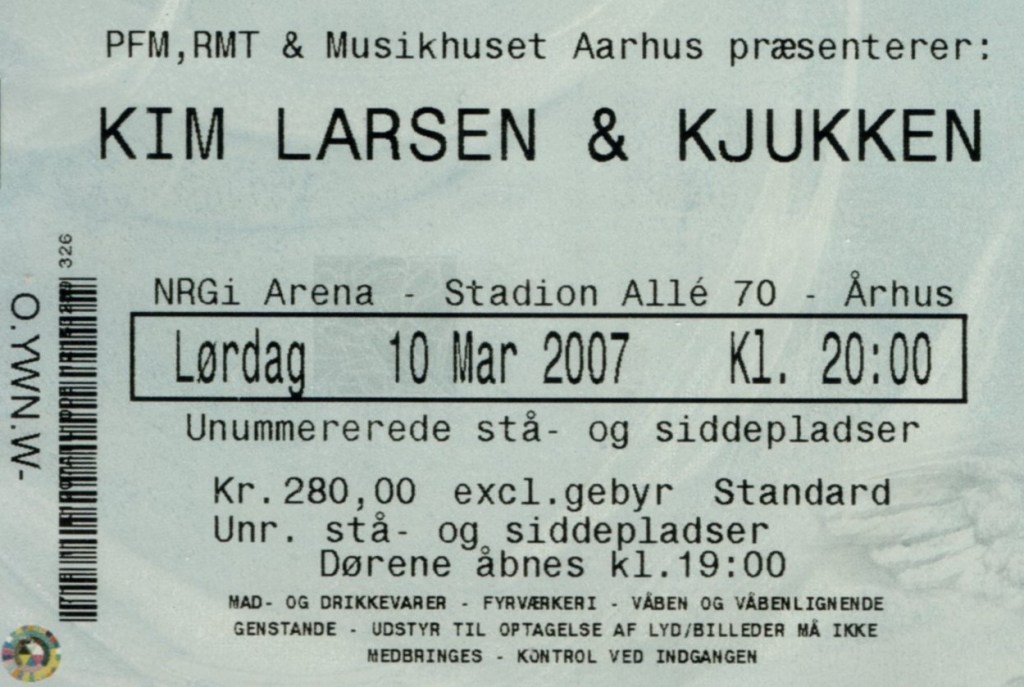 PFM,RMT & Musikhuset Aarhus præsenterer:
KIM LARSEN & KJUKKEN
NRGi Arena - Stadion Allé 70 - Århus
Lørdag 10 Mar 2007 Kl. 20:00
Unummererede stå- og siddepladser
Kr.280,00 excl.gebyr Standard
Unr. stå- og siddepladser
Dørene åbnes kl.19:00
MAD- OG DRIKKEVARER - FYRVÆRKERI - VÅBEN OG VÅBENLIGNENDE
GENSTANDE - UDSTYR TIL OPTAGELSE AF LYD/BILLEDER MÅ IKKE
MEDBRINGES - KONTROL VED INDGANGEN
326
O.YWN.W-